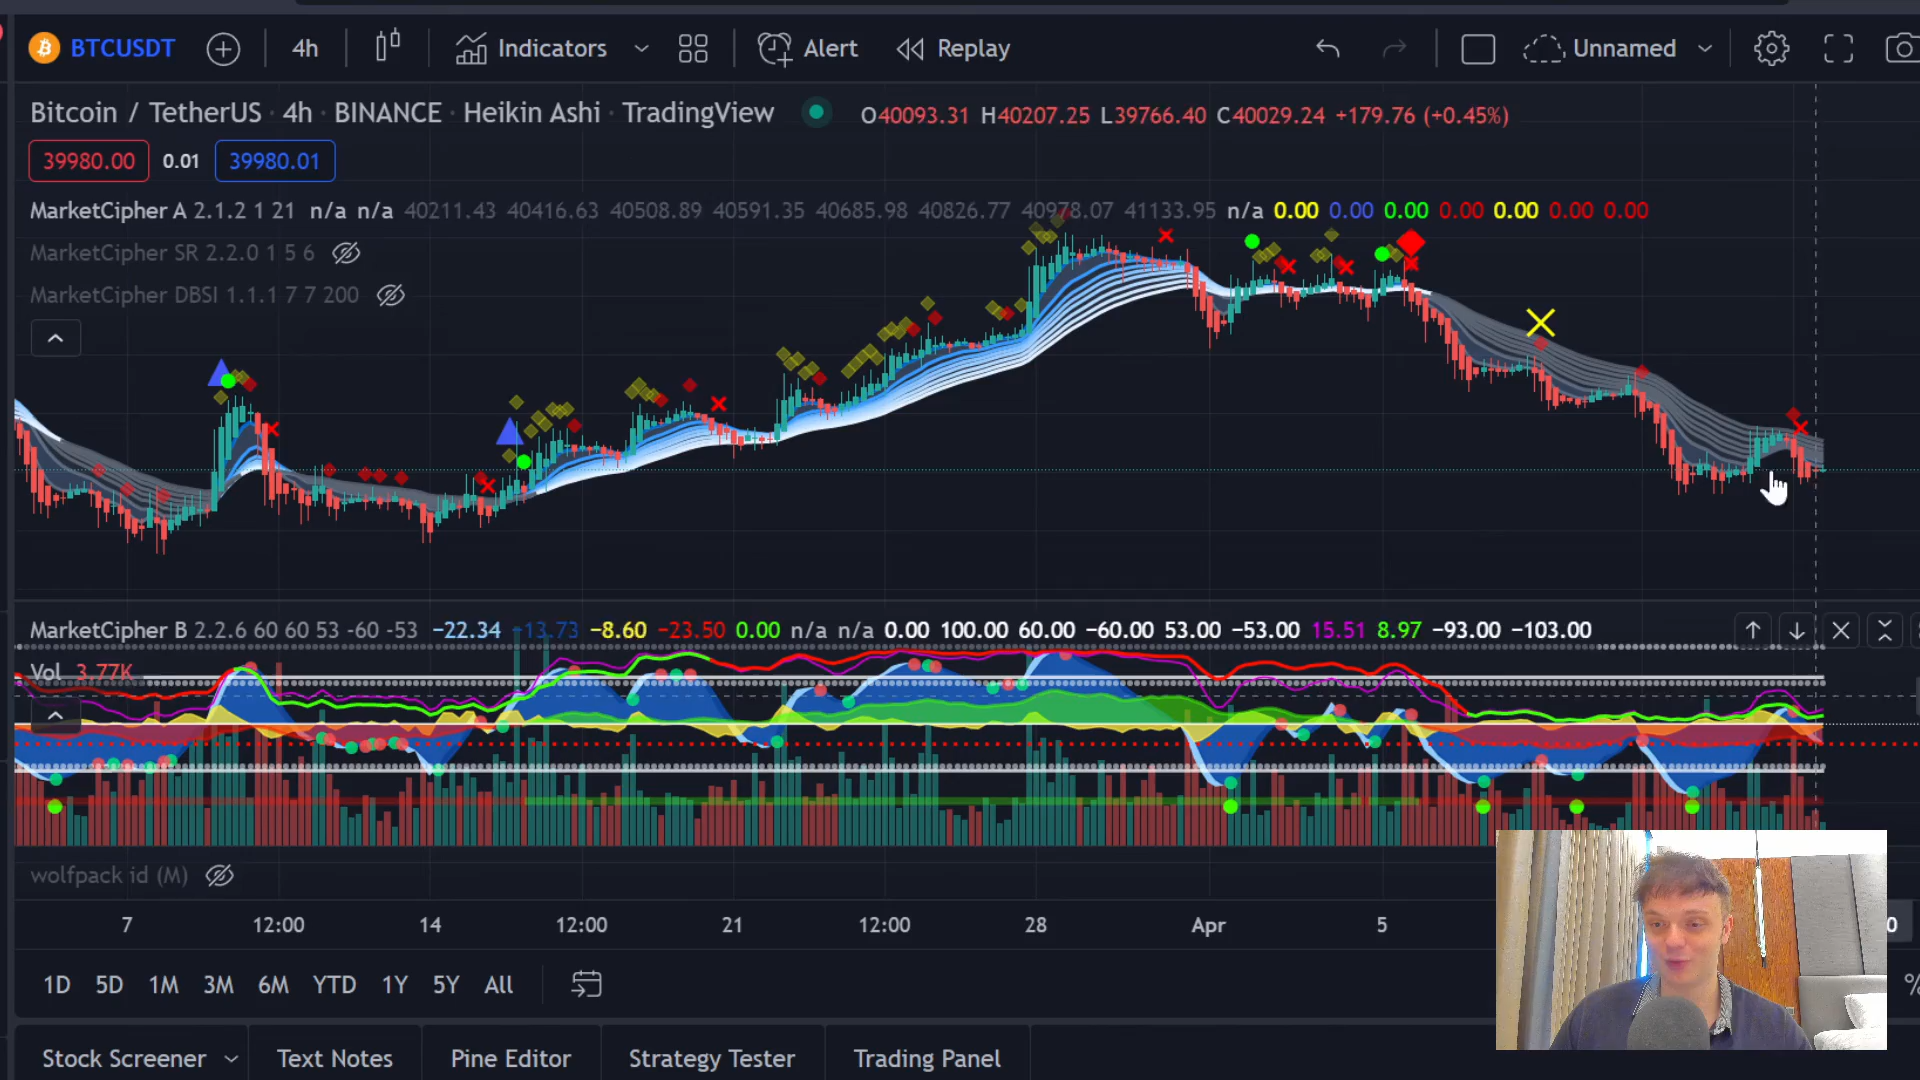 BTCUSDT 4h Indicators Alert Replay Unnamed
Bitcoin / TetherUS · 4h · BINANCE · Heikin Ashi · TradingView O40093.31 H40207.25 L39766.40 C40029.24 +179.76 (+0.45%)
39980.00 0.01 39980.01
MarketCipher A 2.1.2 1 21 n/a n/a 40211.43 40416.63 40508.89 40591.35 40685.98 40826.77 40978.07 41133.95 n/a 0.00 0.00 0.00 0.00 0.00 0.00 0.00
MarketCipher SR 2.2.0 1 5 6
MarketCipher DBSI 1.1.1 7 7 200
MarketCipher B 2.2.6 60 60 53 -60 -53 −22.34 −13.73 −8.60 −23.50 0.00 n/a n/a 0.00 100.00 60.00 −60.00 53.00 −53.00 15.51 8.97 −93.00 −103.00
Vol 3.77K
wolfpack id (M)
7 12:00 14 12:00 21 12:00 28 Apr 5 0
1D 5D 1M 3M 6M YTD 1Y 5Y All %
Stock Screener Text Notes Pine Editor Strategy Tester Trading Panel